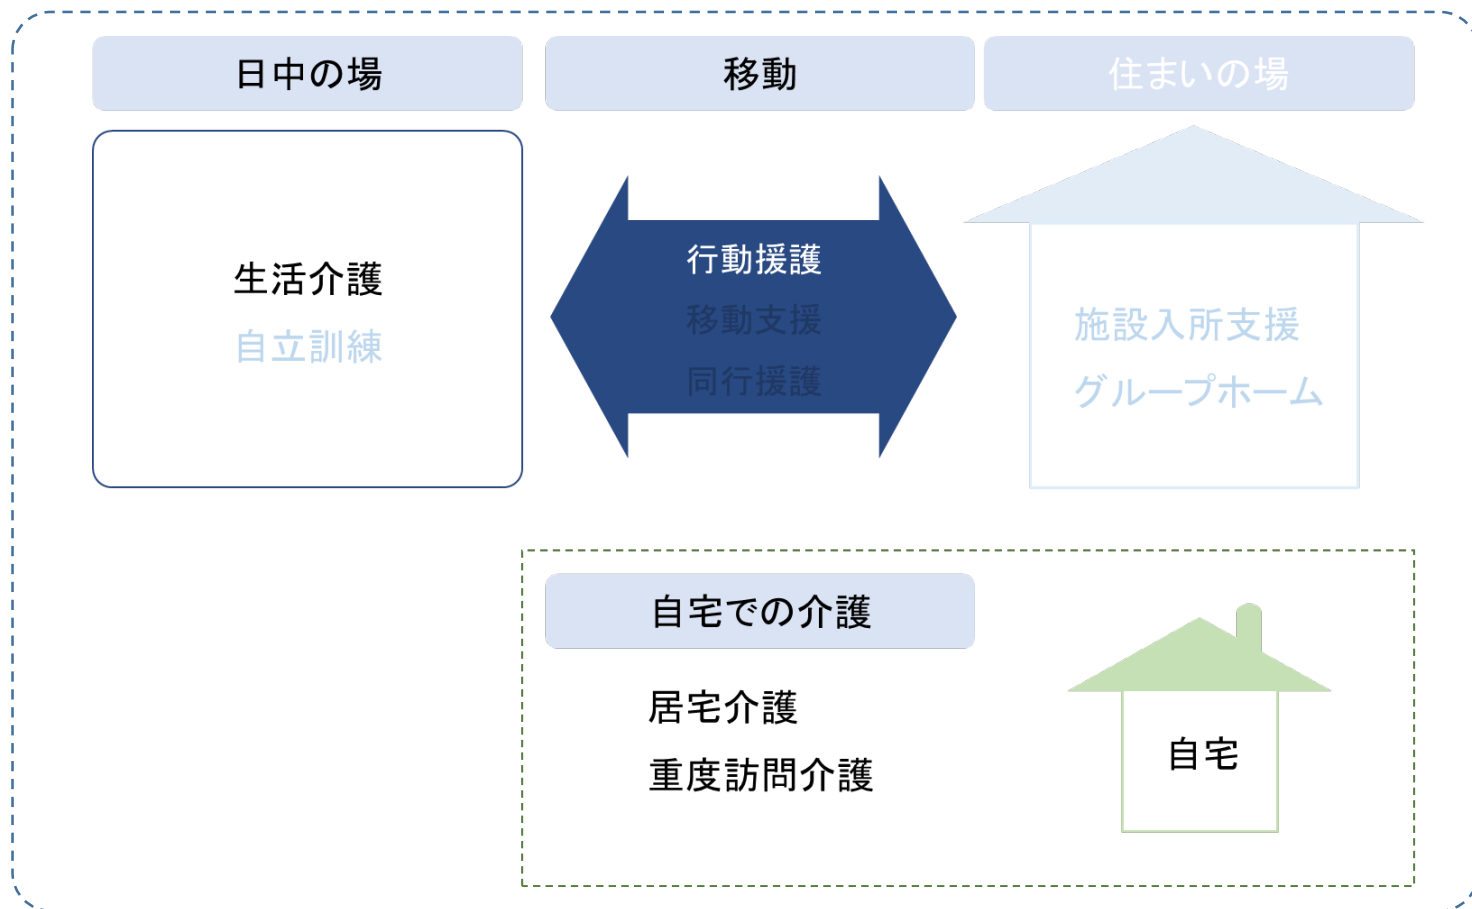 日中の場
移動
住まいの場
生活介護
自立訓練
行動援護
移動支援
同行援護
施設入所支援
グループホーム
自宅での介護
居宅介護
重度訪問介護
自宅